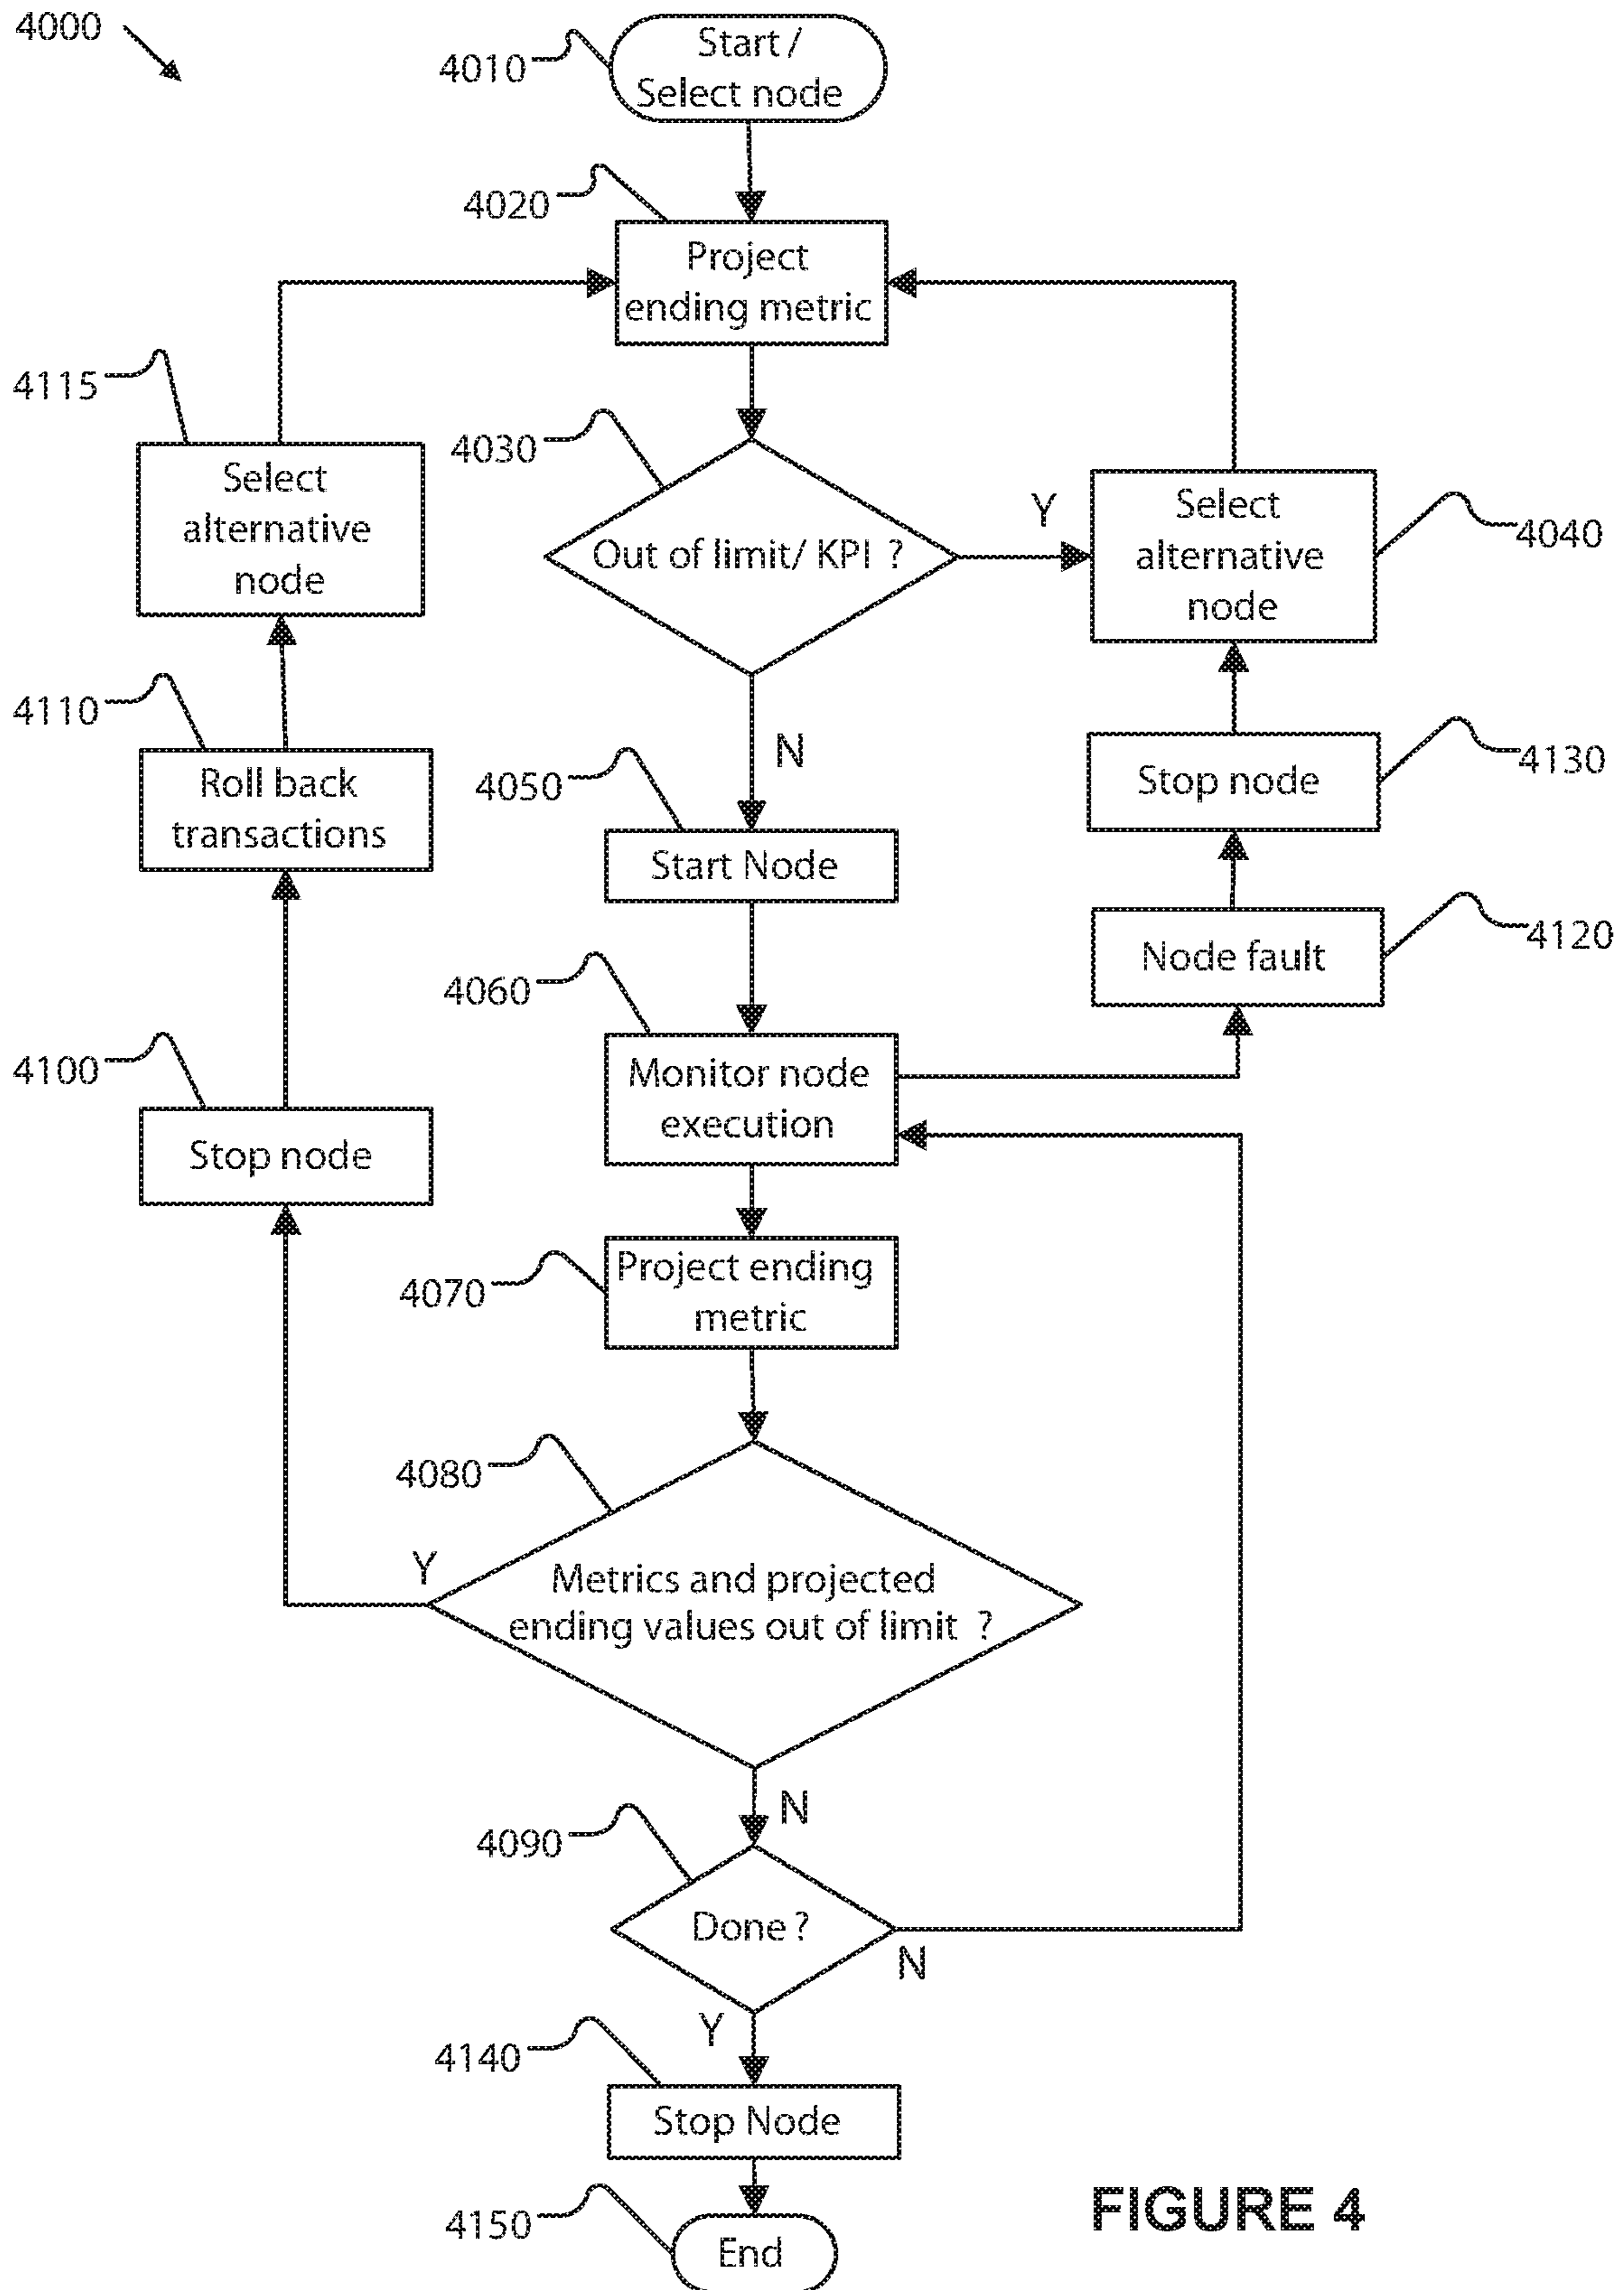 4000
4010
Start /
Select node
4020
Project
ending metric
4115
Select
alternative
node
4030
Out of limit/ KPI ?
Y
Select
alternative
node
4040
N
4110
Roll back
transactions
4050
Start Node
Stop node
4130
Node fault
4120
4060
Monitor node
execution
4100
Stop node
4070
Project ending
metric
4080
Y
Metrics and projected
ending values out of limit ?
N
4090
Done ?
N
Y
4140
Stop Node
4150
End
FIGURE 4